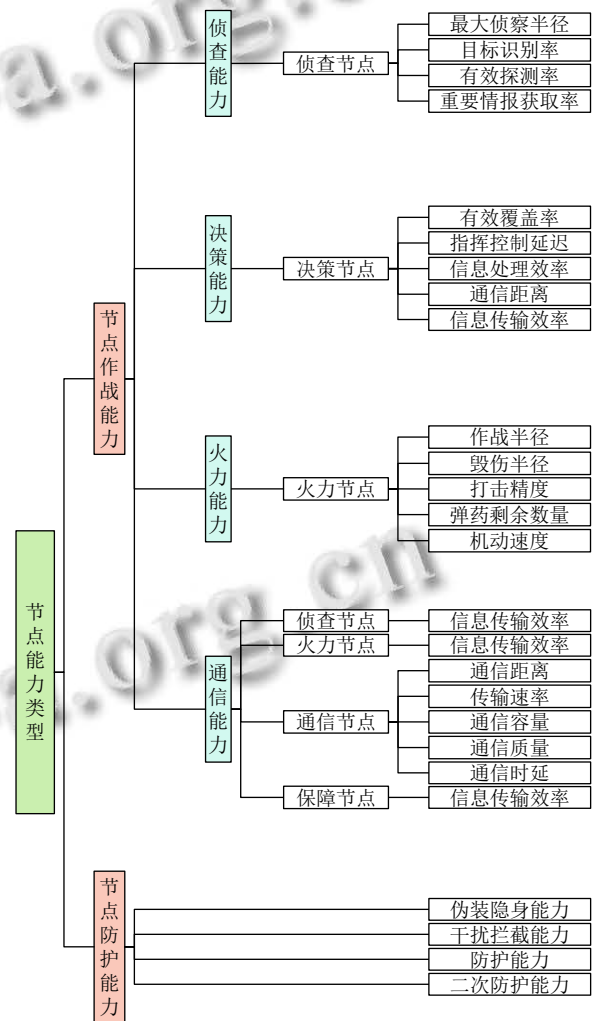 节点能力类型
节点作战能力
侦查能力
侦查节点
最大侦察半径
目标识别率
有效探测率
重要情报获取率
决策能力
决策节点
有效覆盖率
指挥控制延迟
信息处理效率
通信距离
信息传输效率
火力能力
火力节点
作战半径
毁伤半径
打击精度
弹药剩余数量
机动速度
通信能力
侦查节点
信息传输效率
火力节点
信息传输效率
通信节点
通信距离
传输速率
通信容量
通信质量
通信时延
保障节点
信息传输效率
节点防护能力
伪装隐身能力
干扰拦截能力
防护能力
二次防护能力
a.org.c
a.org.cn